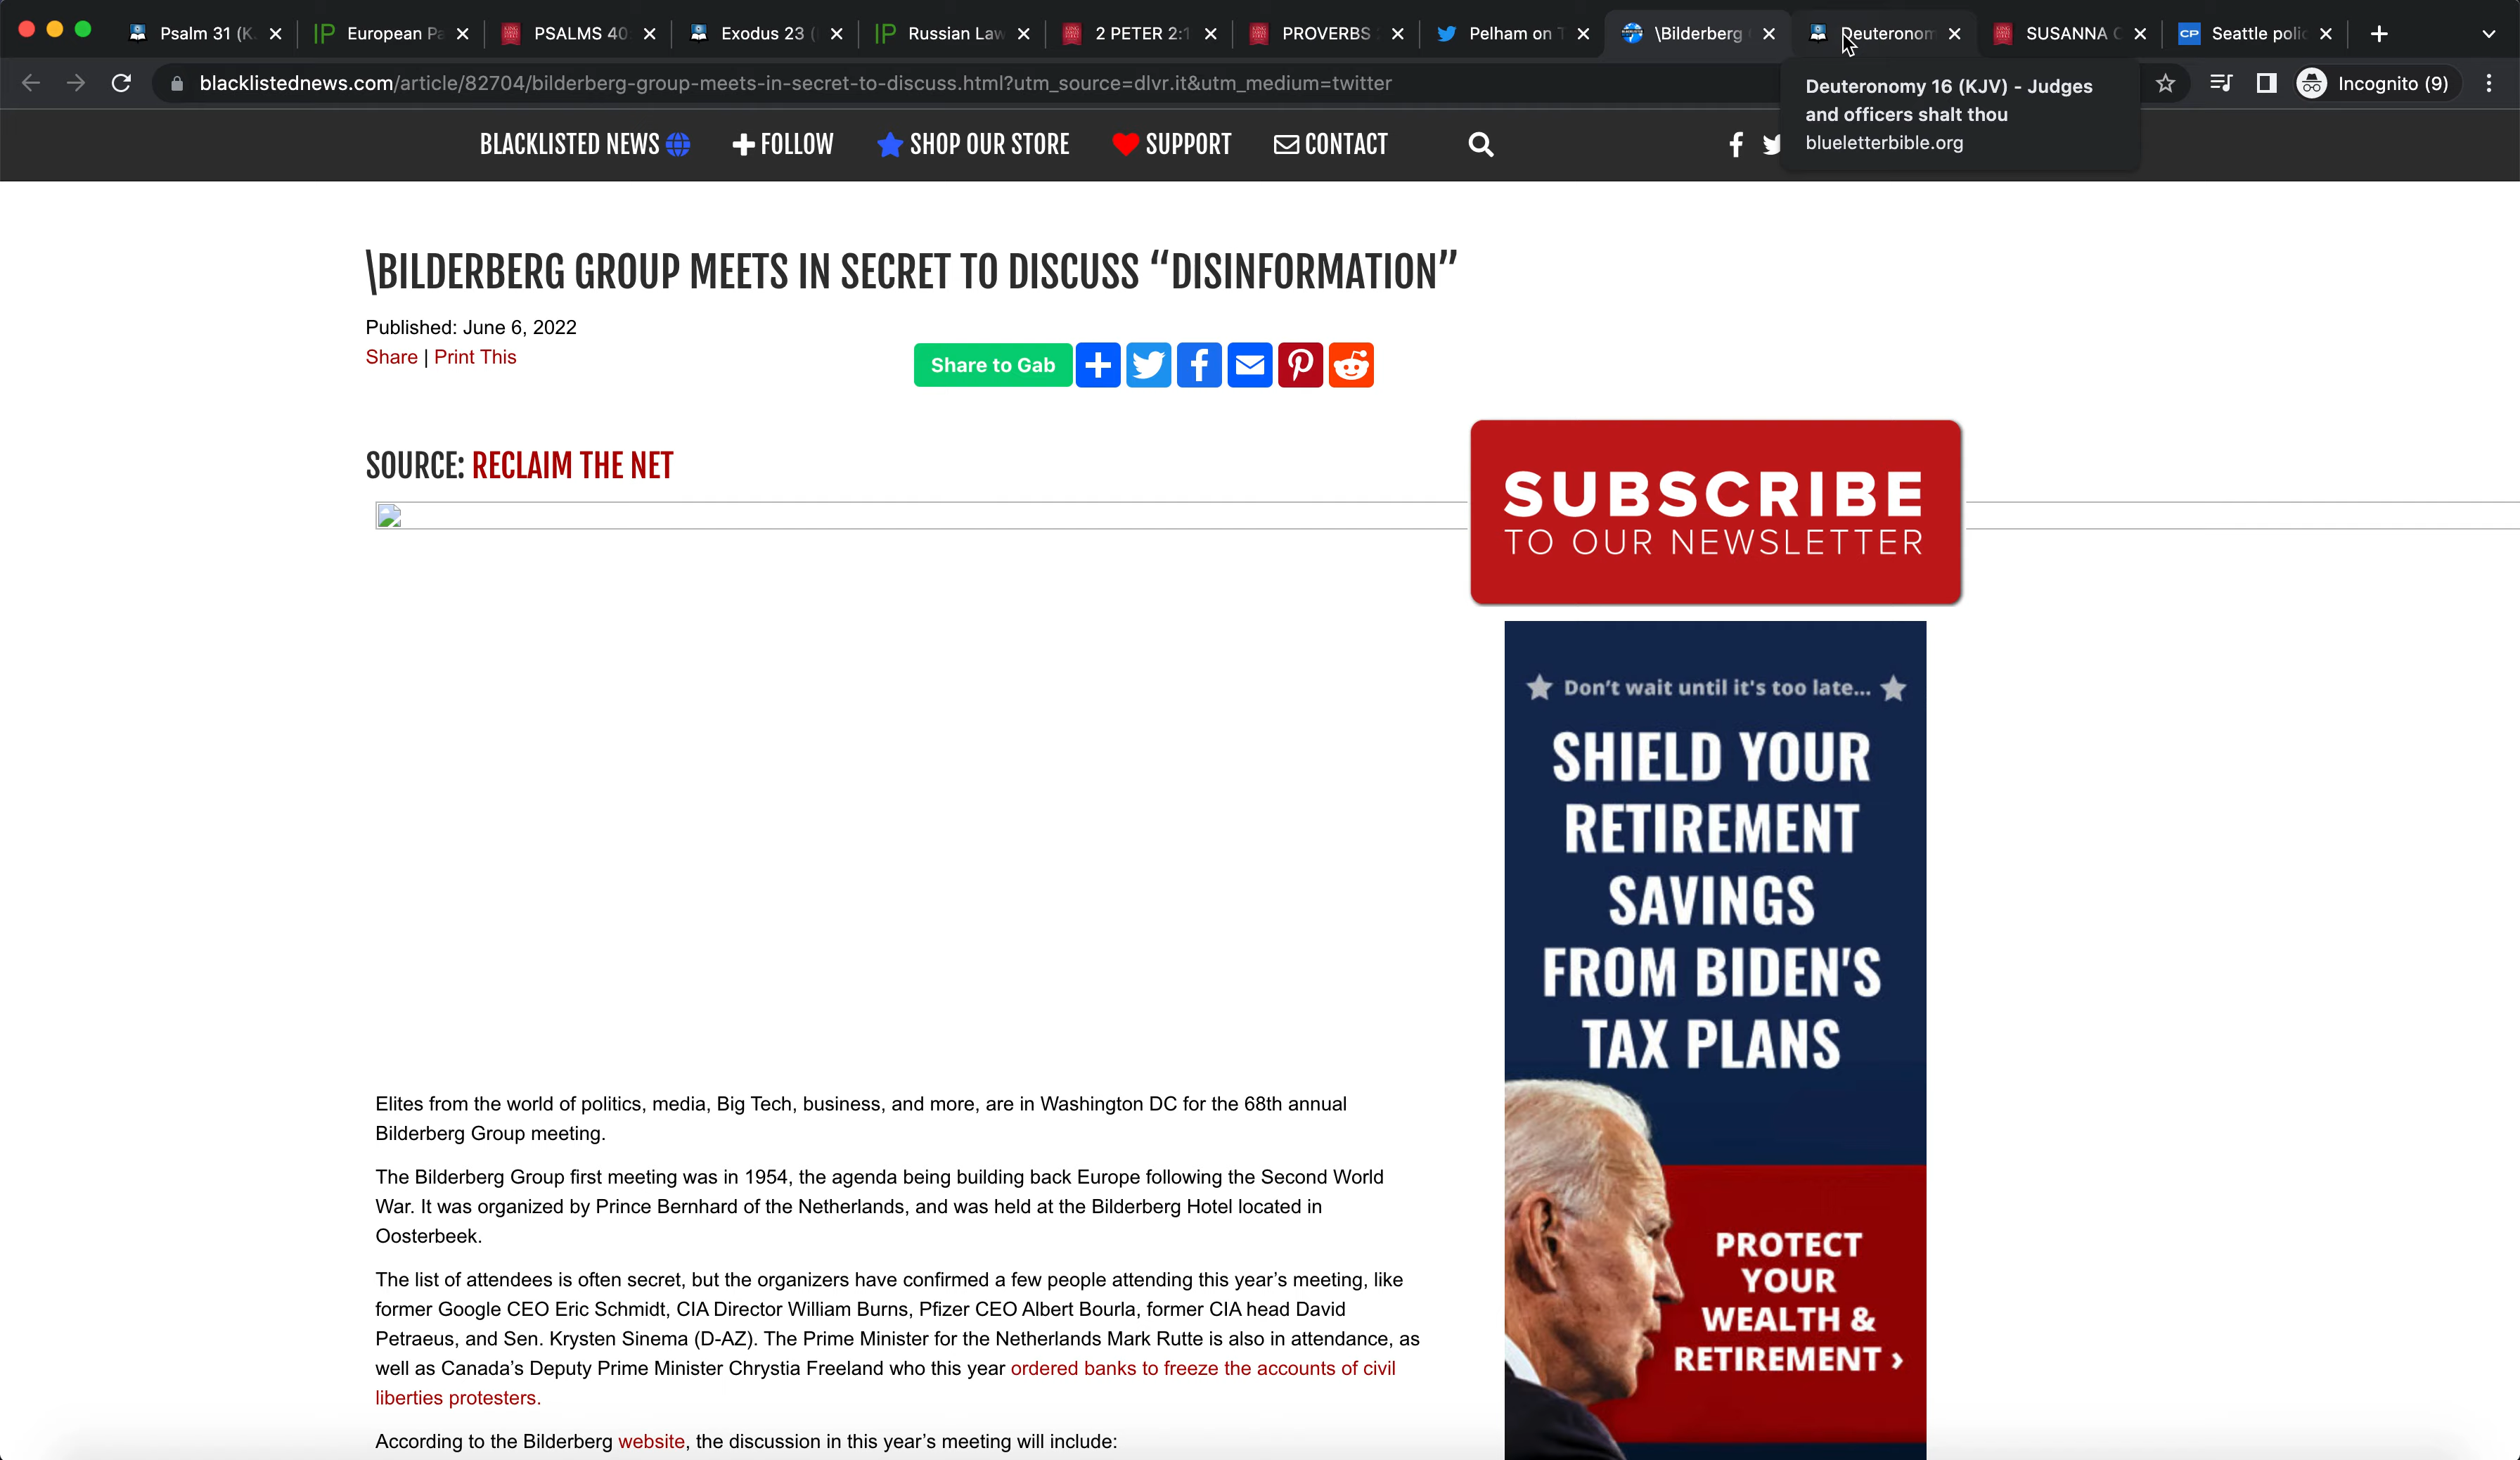 Psalm 31 (K
European Pa
PSALMS 40
Exodus 23 (
Russian Law
2 PETER 2:1
PROVERBS
Pelham on T
\Bilderberg
Deuteronom
SUSANNA C
Seattle polic
blacklistednews.com/article/82704/bilderberg-group-meets-in-secret-to-discuss.html?utm_source=dlvr.it&utm_medium=twitter
Incognito (9)
Deuteronomy 16 (KJV) - Judges
and officers shalt thou
blueletterbible.org
BLACKLISTED NEWS
FOLLOW
SHOP OUR STORE
SUPPORT
CONTACT
\BILDERBERG GROUP MEETS IN SECRET TO DISCUSS “DISINFORMATION”
Published: June 6, 2022
Share | Print This
Share to Gab
SOURCE: RECLAIM THE NET
SUBSCRIBE
TO OUR NEWSLETTER
Don't wait until it's too late...
SHIELD YOUR
RETIREMENT
SAVINGS
FROM BIDEN'S
TAX PLANS
PROTECT
YOUR
WEALTH &
RETIREMENT ›
Elites from the world of politics, media, Big Tech, business, and more, are in Washington DC for the 68th annual
Bilderberg Group meeting.
The Bilderberg Group first meeting was in 1954, the agenda being building back Europe following the Second World
War. It was organized by Prince Bernhard of the Netherlands, and was held at the Bilderberg Hotel located in
Oosterbeek.
The list of attendees is often secret, but the organizers have confirmed a few people attending this year’s meeting, like
former Google CEO Eric Schmidt, CIA Director William Burns, Pfizer CEO Albert Bourla, former CIA head David
Petraeus, and Sen. Krysten Sinema (D-AZ). The Prime Minister for the Netherlands Mark Rutte is also in attendance, as
well as Canada’s Deputy Prime Minister Chrystia Freeland who this year ordered banks to freeze the accounts of civil
liberties protesters.
According to the Bilderberg website, the discussion in this year’s meeting will include: